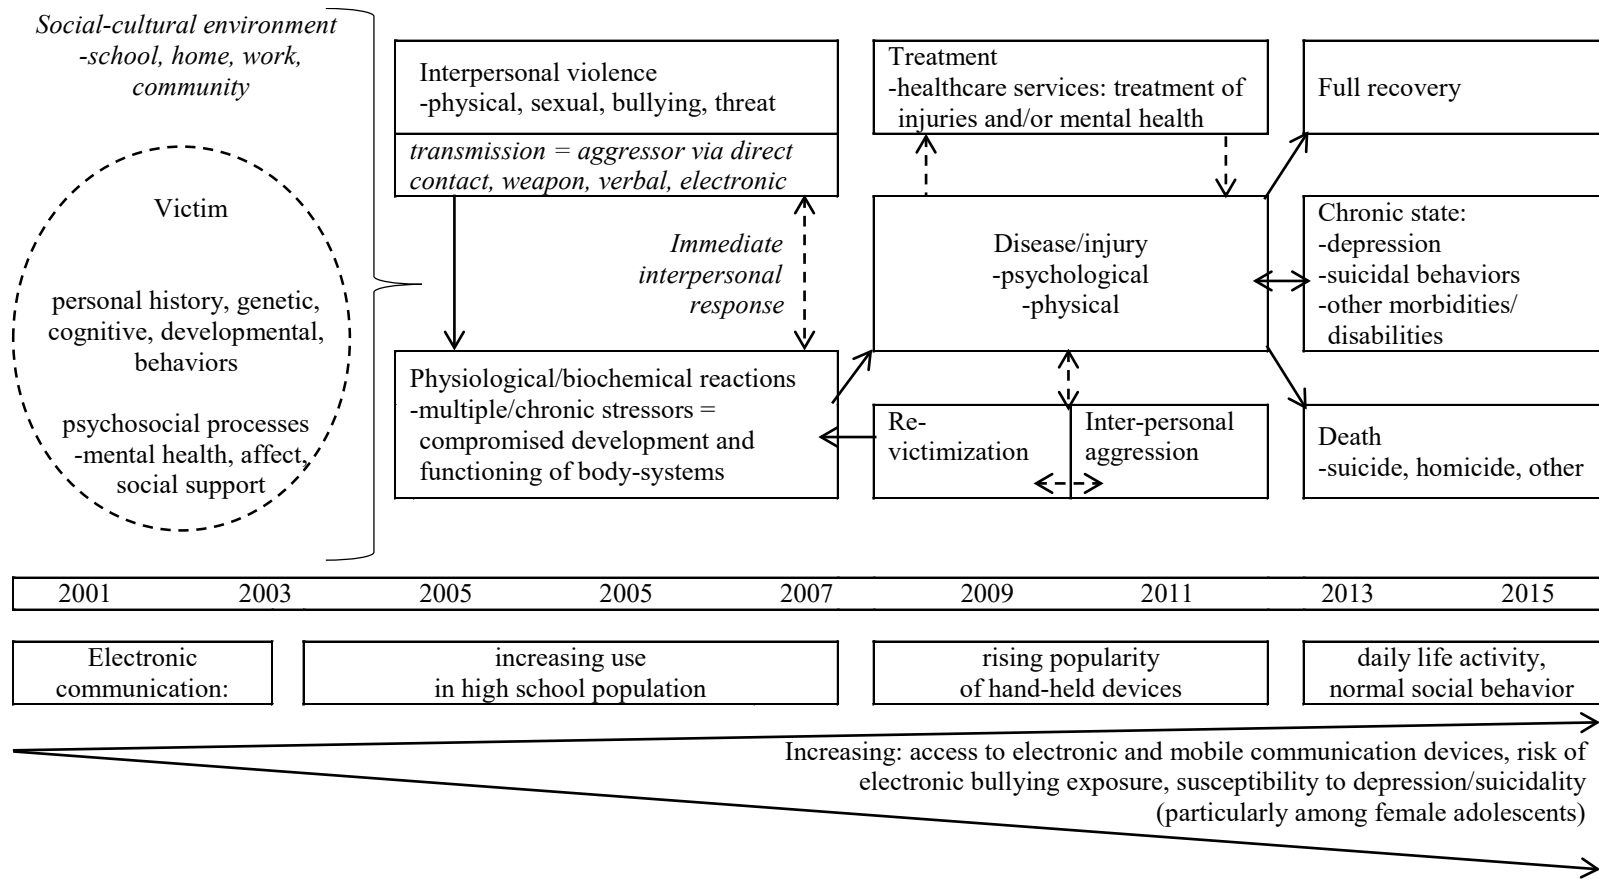 Social-cultural environment
-school, home, work,
community
Victim
personal history, genetic,
cognitive, developmental,
behaviors
psychosocial processes
-mental health, affect,
social support
Interpersonal violence
-physical, sexual, bullying, threat
transmission = aggressor via direct
contact, weapon, verbal, electronic
Immediate
interpersonal
response
Physiological/biochemical reactions
-multiple/chronic stressors =
compromised development and
functioning of body-systems
Treatment
-healthcare services: treatment of
injuries and/or mental health
Disease/injury
-psychological
-physical
Re-
victimization
Inter-personal
aggression
Full recovery
Chronic state:
-depression
-suicidal behaviors
-other morbidities/
disabilities
Death
-suicide, homicide, other
2001 2003 2005 2005 2007 2009 2011 2013 2015
Electronic
communication:
increasing use
in high school population
rising popularity
of hand-held devices
daily life activity,
normal social behavior
Increasing: access to electronic and mobile communication devices, risk of
electronic bullying exposure, susceptibility to depression/suicidality
(particularly among female adolescents)